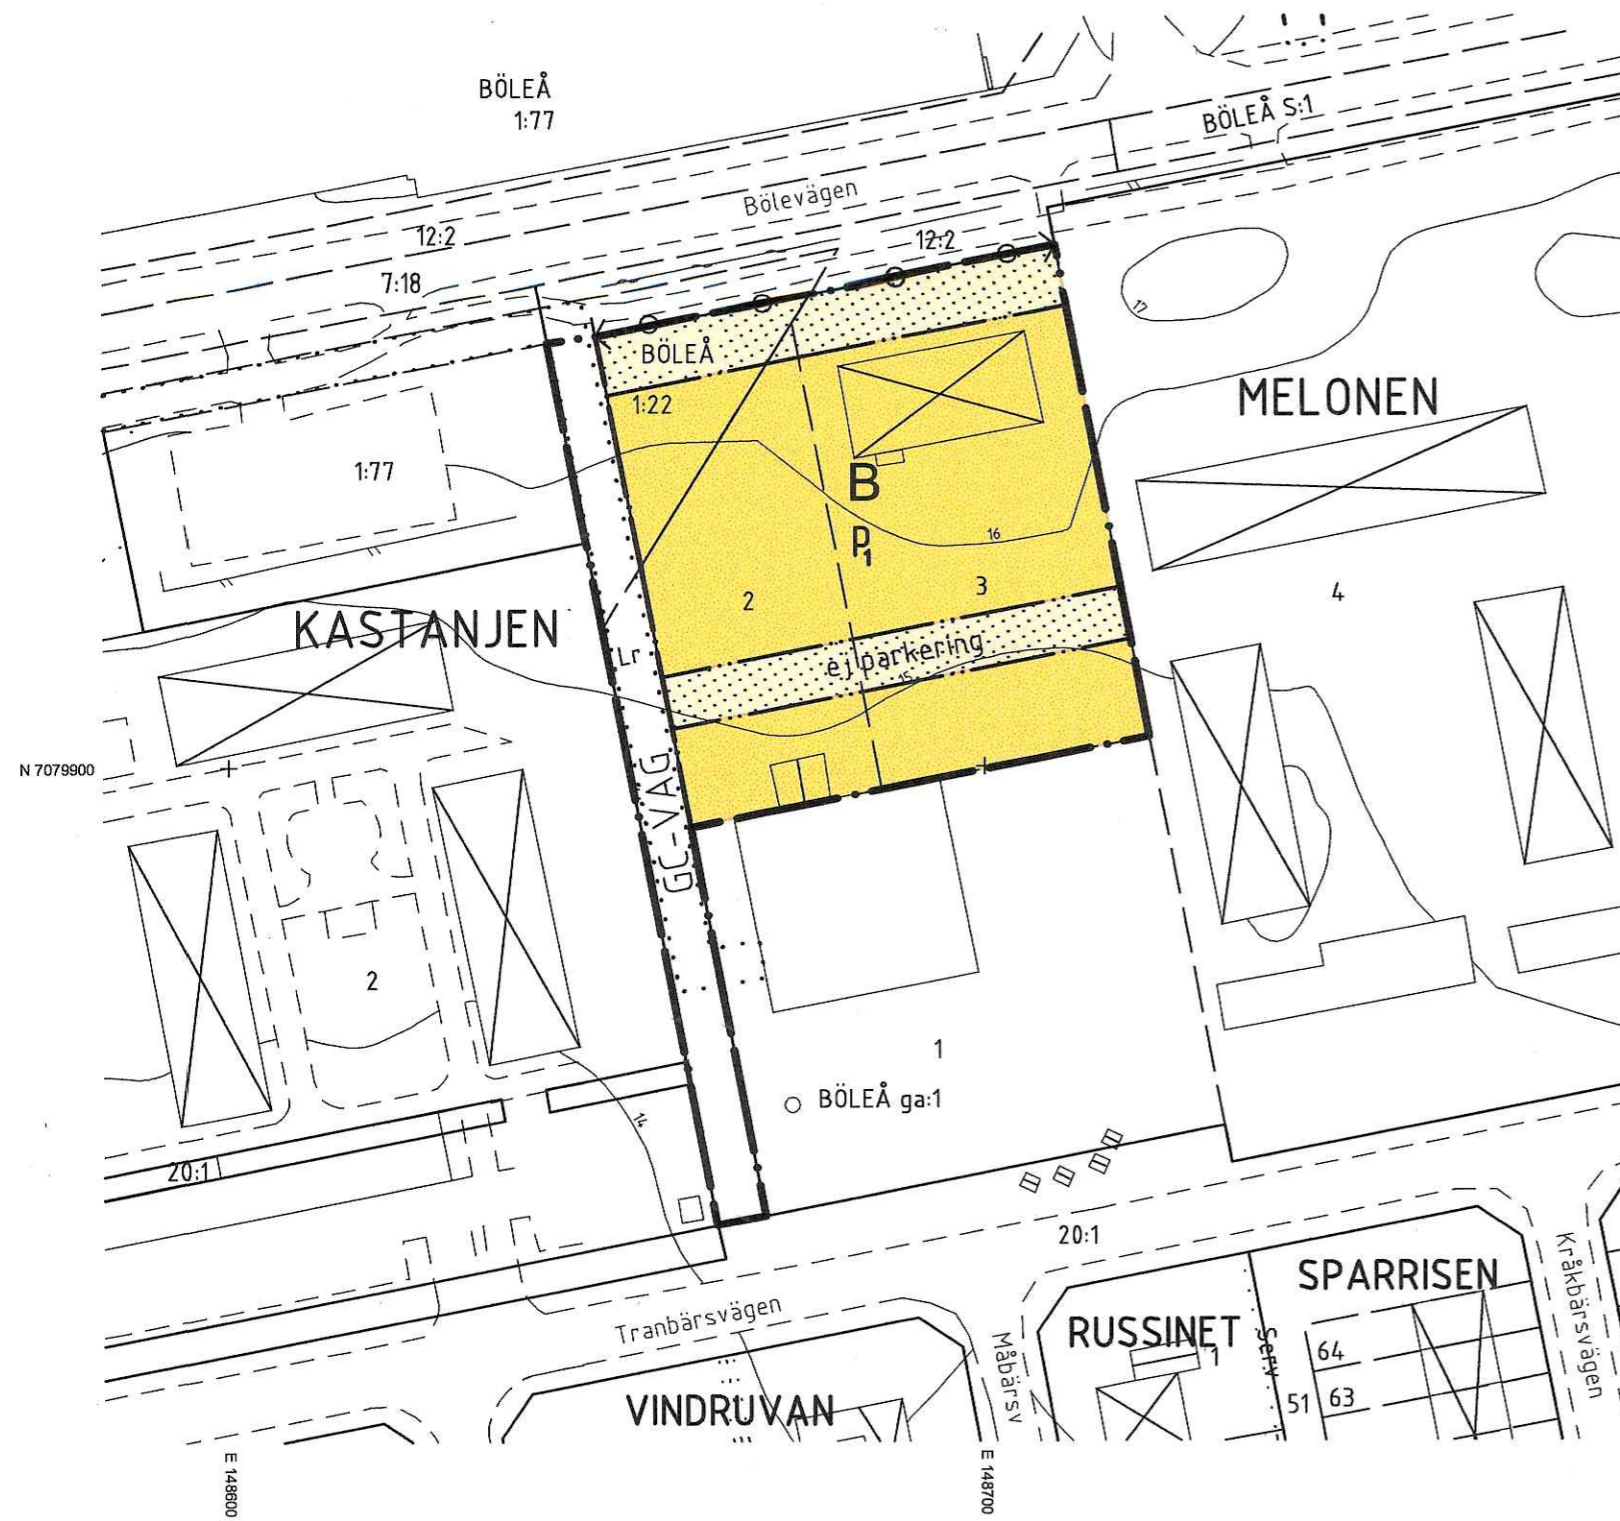 BÖLEÅ
1:77
BÖLEÅ S:1
Bölevägen
12:2
12:2
7:18
17
BÖLEÅ
1:22
MELONEN
1:77
B
P1
16
2
3
4
KASTANJEN
Lr
ej parkering
15
N 7079900
GC-VÄG
2
1
BÖLEÅ ga:1
14
20:1
20:1
Kråkbärsvägen
SPARRISEN
Tranbärsvägen
RUSSINET
1
Serv
64
Måbärsv
VINDRUVAN
51
63
E 148600
E 148700